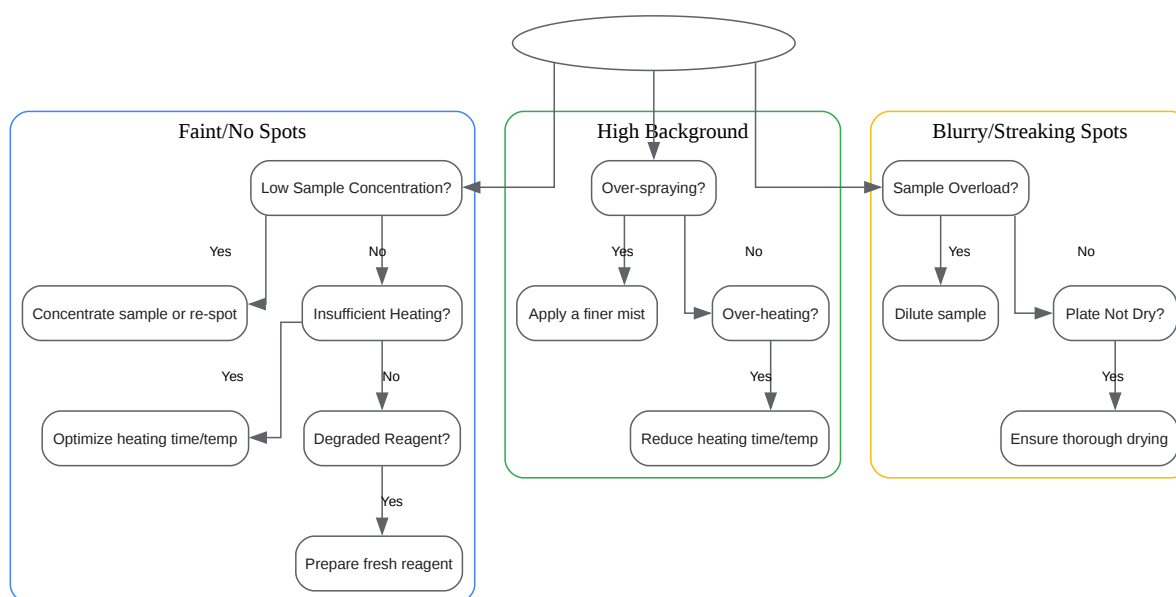 Faint/No Spots
High Background
Blurry/Streaking Spots
Low Sample Concentration?
Over-spraying?
Sample Overload?
Yes
No
Yes
No
Yes
No
Concentrate sample or re-spot
Insufficient Heating?
Apply a finer mist
Over-heating?
Dilute sample
Plate Not Dry?
Yes
No
Yes
Yes
Optimize heating time/temp
Degraded Reagent?
Reduce heating time/temp
Ensure thorough drying
Yes
Prepare fresh reagent